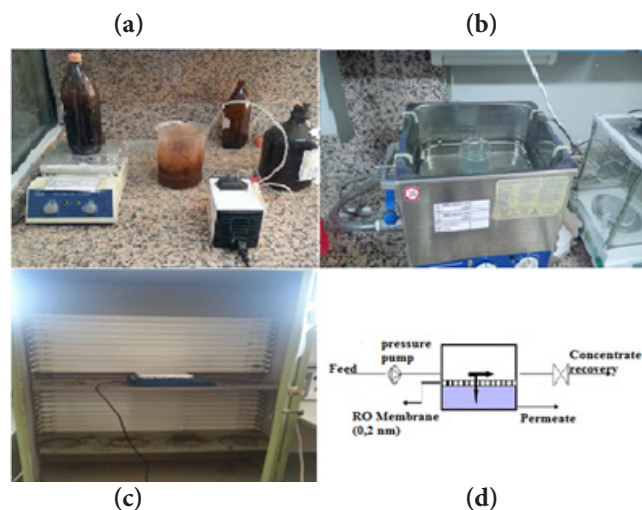 (a)
(b)
pressure
pump
Feed
Concentrate
recovery
RO Membrane
(0,2 nm)
Permeate
(c)
(d)